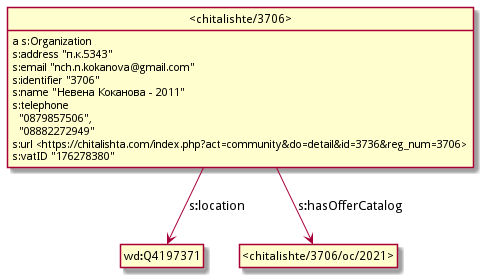 <chitalishte/3706>
a s:Organization
s:address "п.к.5343"
s:email "nch.n.kokanova@gmail.com"
s:identifier "3706"
s:name "Невена Коканова - 2011"
s:telephone
"0879857506",
"08882272949"
s:url <https://chitalishta.com/index.php?act=community&do=detail&id=3736&reg_num=3706>
s:vatID "176278380"
s:location
s:hasOfferCatalog
wd:Q4197371
<chitalishte/3706/oc/2021>